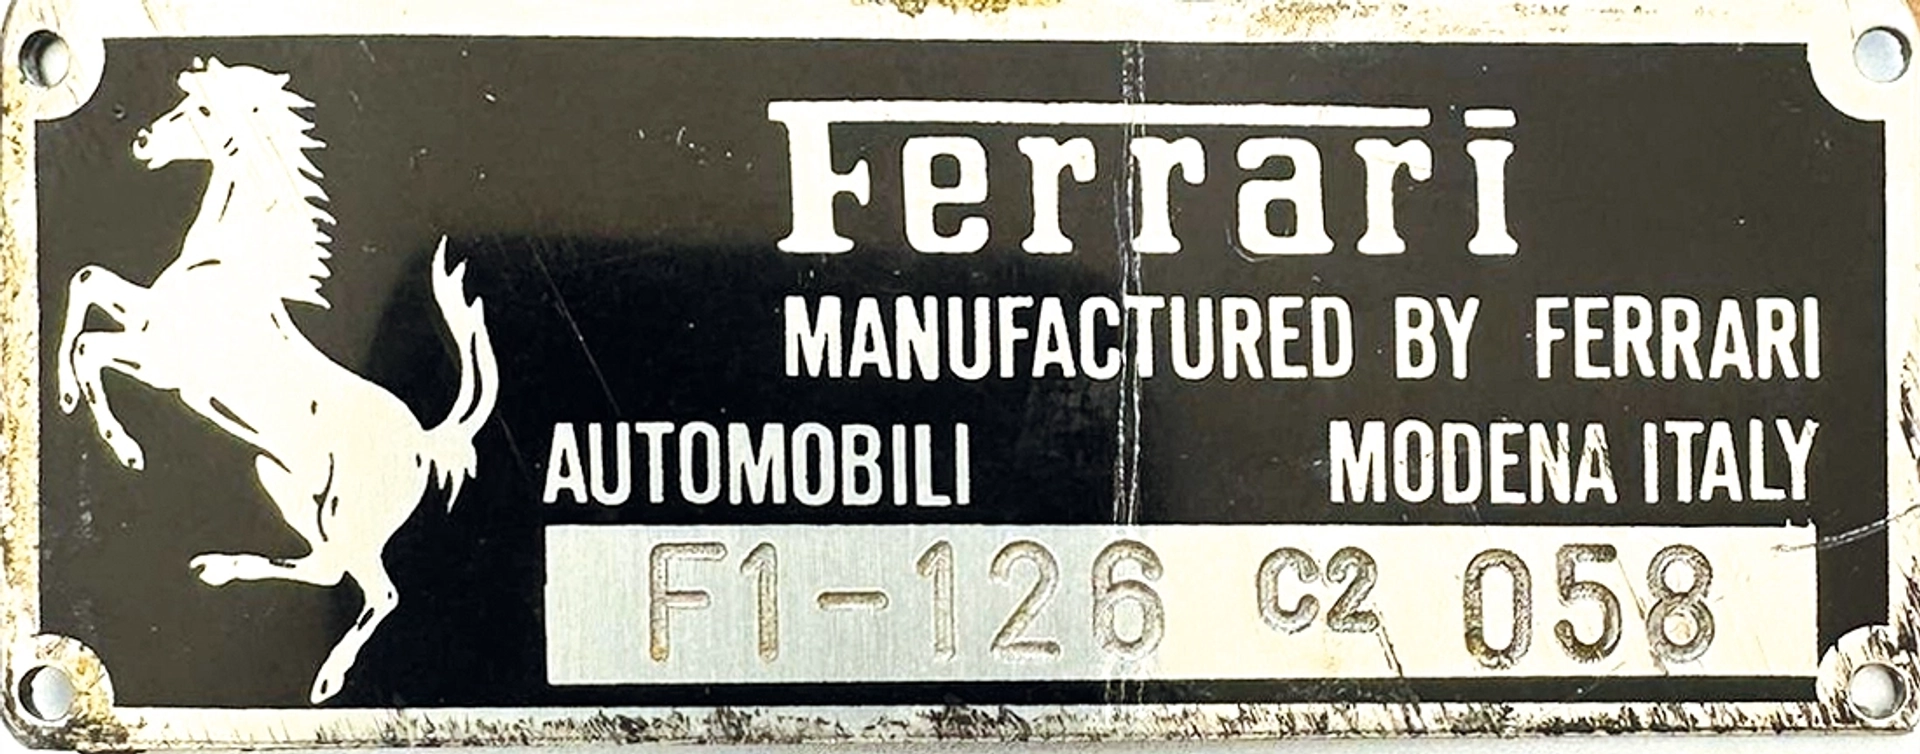 Ferrari
MANUFACTURED BY FERRARI
AUTOMOBILI MODENA ITALY
F1-126 C2 058